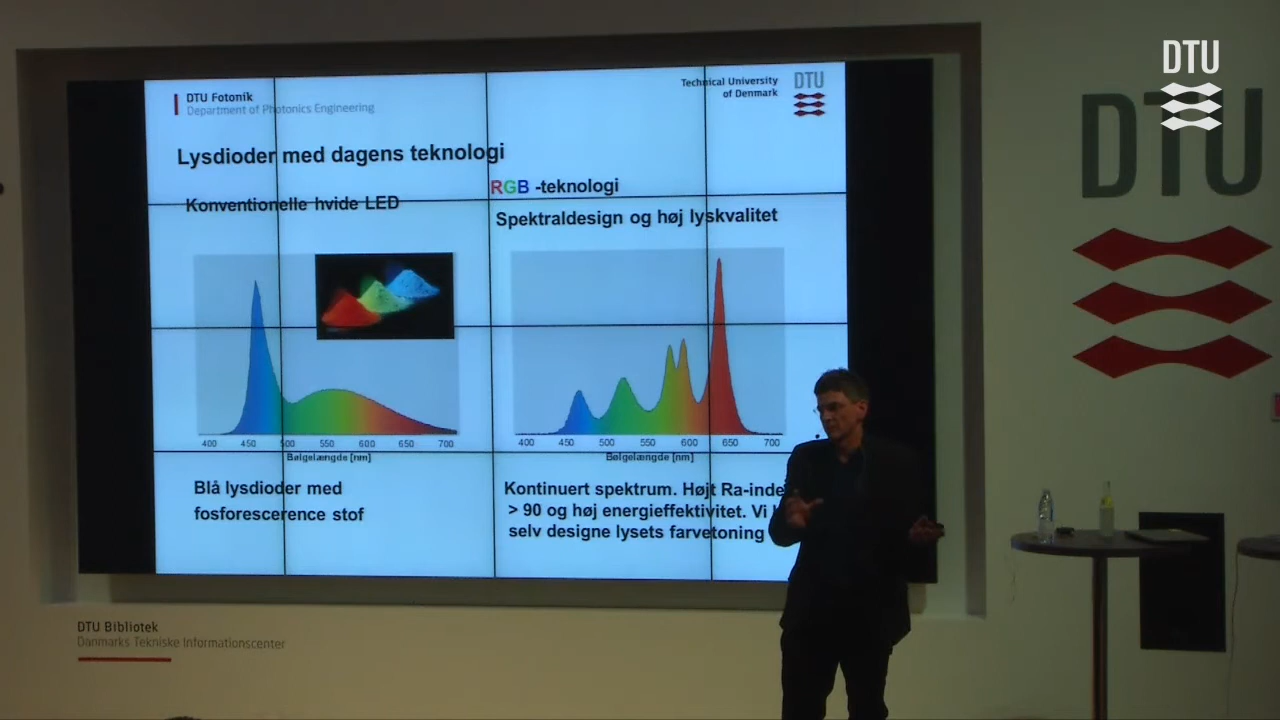 DTU Fotonik
Department of Photonics Engineering
Technical University
of Denmark
DTU
Lysdioder med dagens teknologi
Konventionelle hvide LED
RGB -teknologi
Spektraldesign og høj lyskvalitet
400 450 500 550 600 650 700
Bølgelængde [nm]
400 450 500 550 600 650 700
Bølgelængde [nm]
Blå lysdioder med
fosforescerence stof
Kontinuert spektrum. Højt Ra-inde
> 90 og høj energieffektivitet. Vi
selv designe lysets farvetoning
DTU
DTU
DTU Bibliotek
Danmarks Tekniske Informationscenter